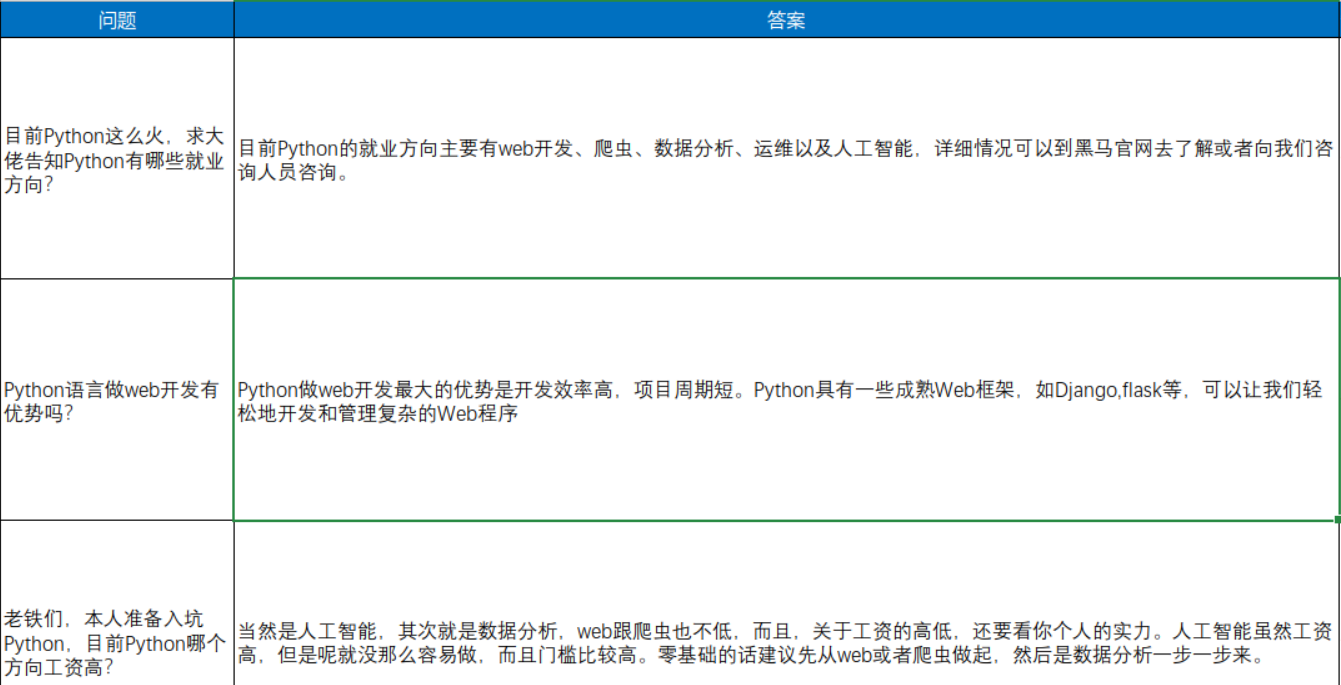 问题
答案
目前Python这么火，求大
佬告知Python有哪些就业
方向?
目前Python的就业方向主要有web开发、爬虫、数据分析、运维以及人工智能，详细情况可以到黑马官网去了解或者向我们咨
询人员咨询。
Python语言做web开发有
优势吗?
Python做web开发最大的优势是开发效率高，项目周期短。Python具有一些成熟Web框架，如Django,flask等，可以让我们轻
松地开发和管理复杂的Web程序
老铁们，本人准备入坑
Python，目前Python哪个
方向工资高?
当然是人工智能，其次就是数据分析，web跟爬虫也不低，而且，关于工资的高低，还要看你个人的实力。人工智能虽然工资
高，但是呢就没那么容易做，而且门槛比较高。零基础的话建议先从web或者爬虫做起，然后是数据分析一步一步来。